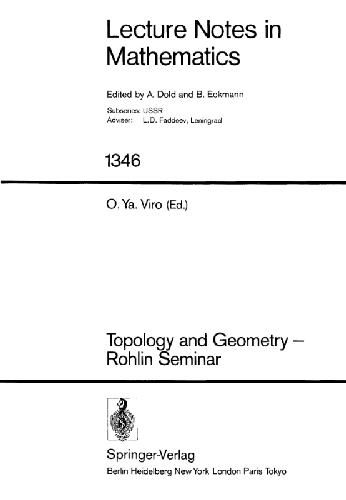 Lecture Notes in
Mathematics
Edited by A. Dold and B. Eckmann
Subseries: USSR
Adviser: L.D. Faddeev, Leningrad
1346
O. Ya. Viro (Ed.)
Topology and Geometry –
Rohlin Seminar
Springer-Verlag
Berlin Heidelberg New York London Paris Tokyo